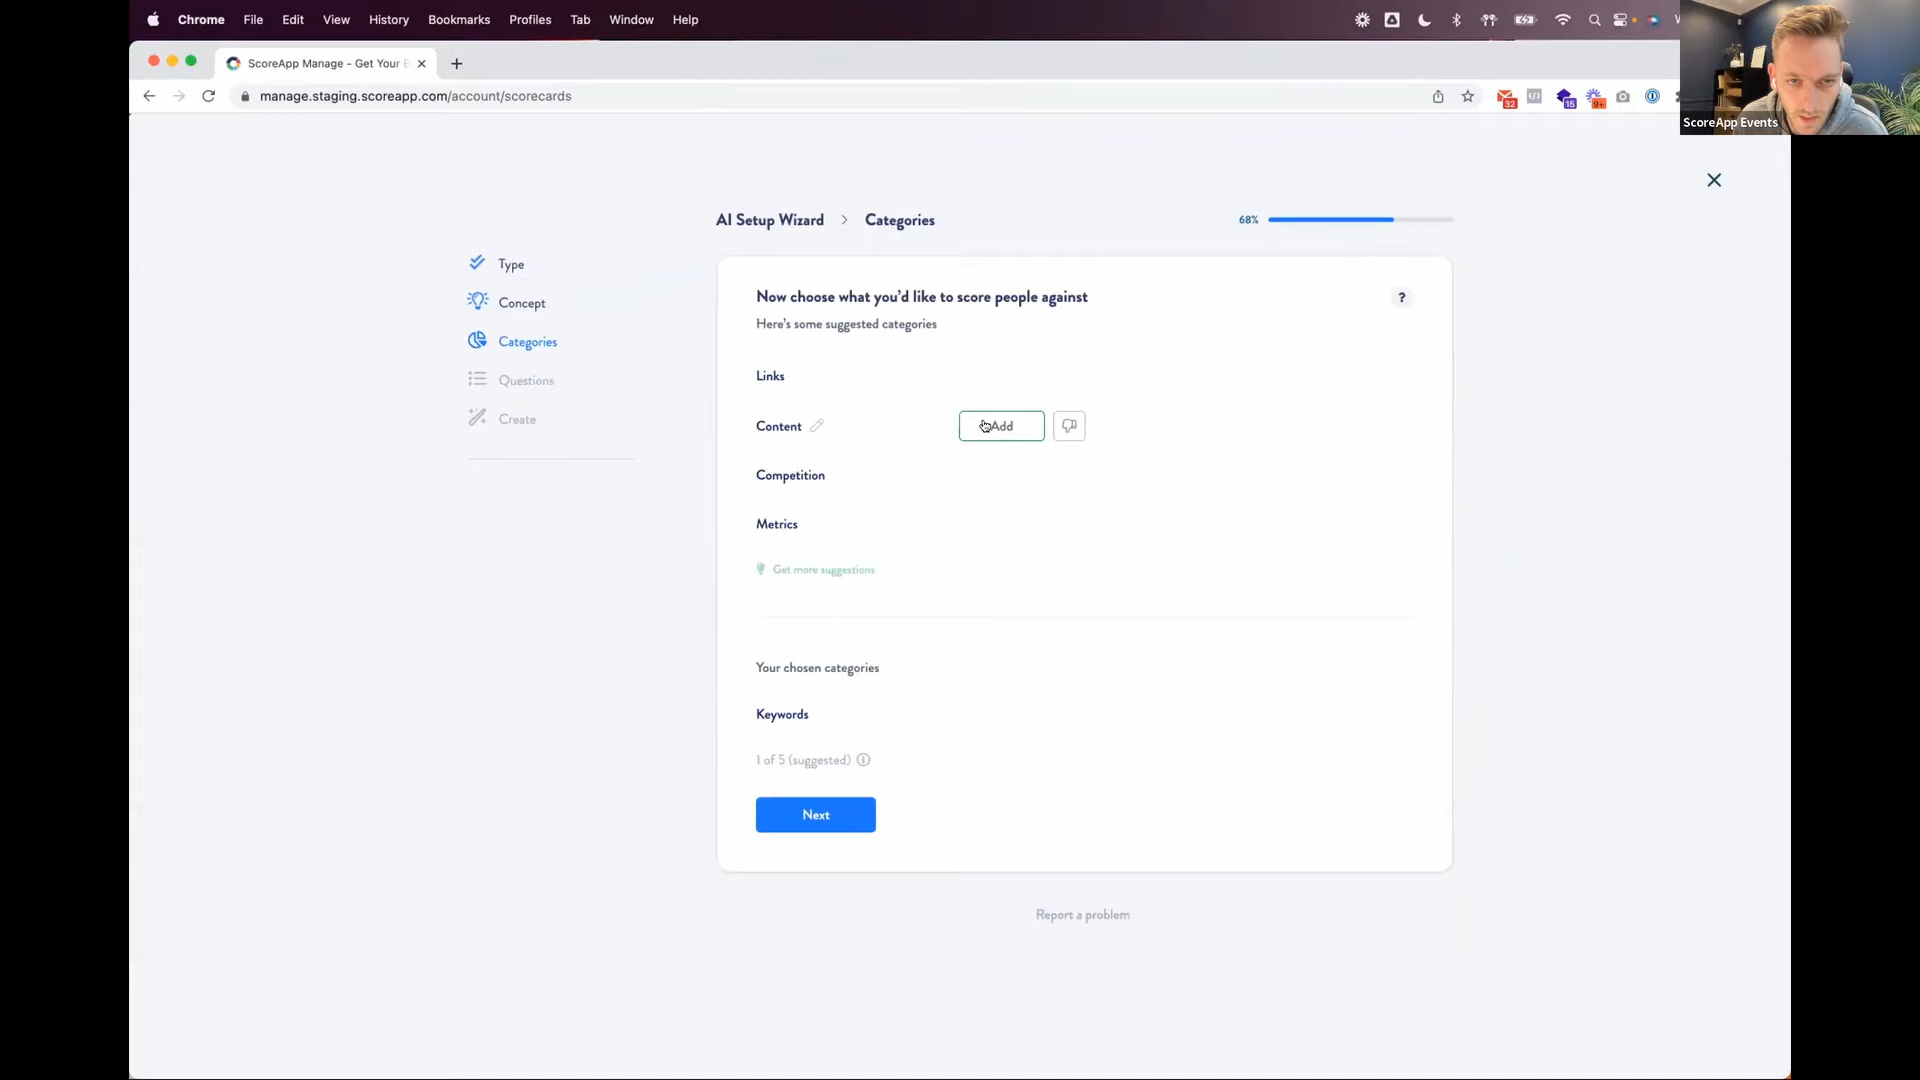 Chrome File Edit View History Bookmarks Profiles Tab Window Help
ScoreApp Manage - Get Your
manage.staging.scoreapp.com/account/scorecards
32
15
9+
ScoreApp Events
AI Setup Wizard > Categories
68%
Type
Concept
Categories
Questions
Create
Now choose what you'd like to score people against
?
Here's some suggested categories
Links
Content
Add
Competition
Metrics
Get more suggestions
Your chosen categories
Keywords
1 of 5 (suggested)
Next
Report a problem